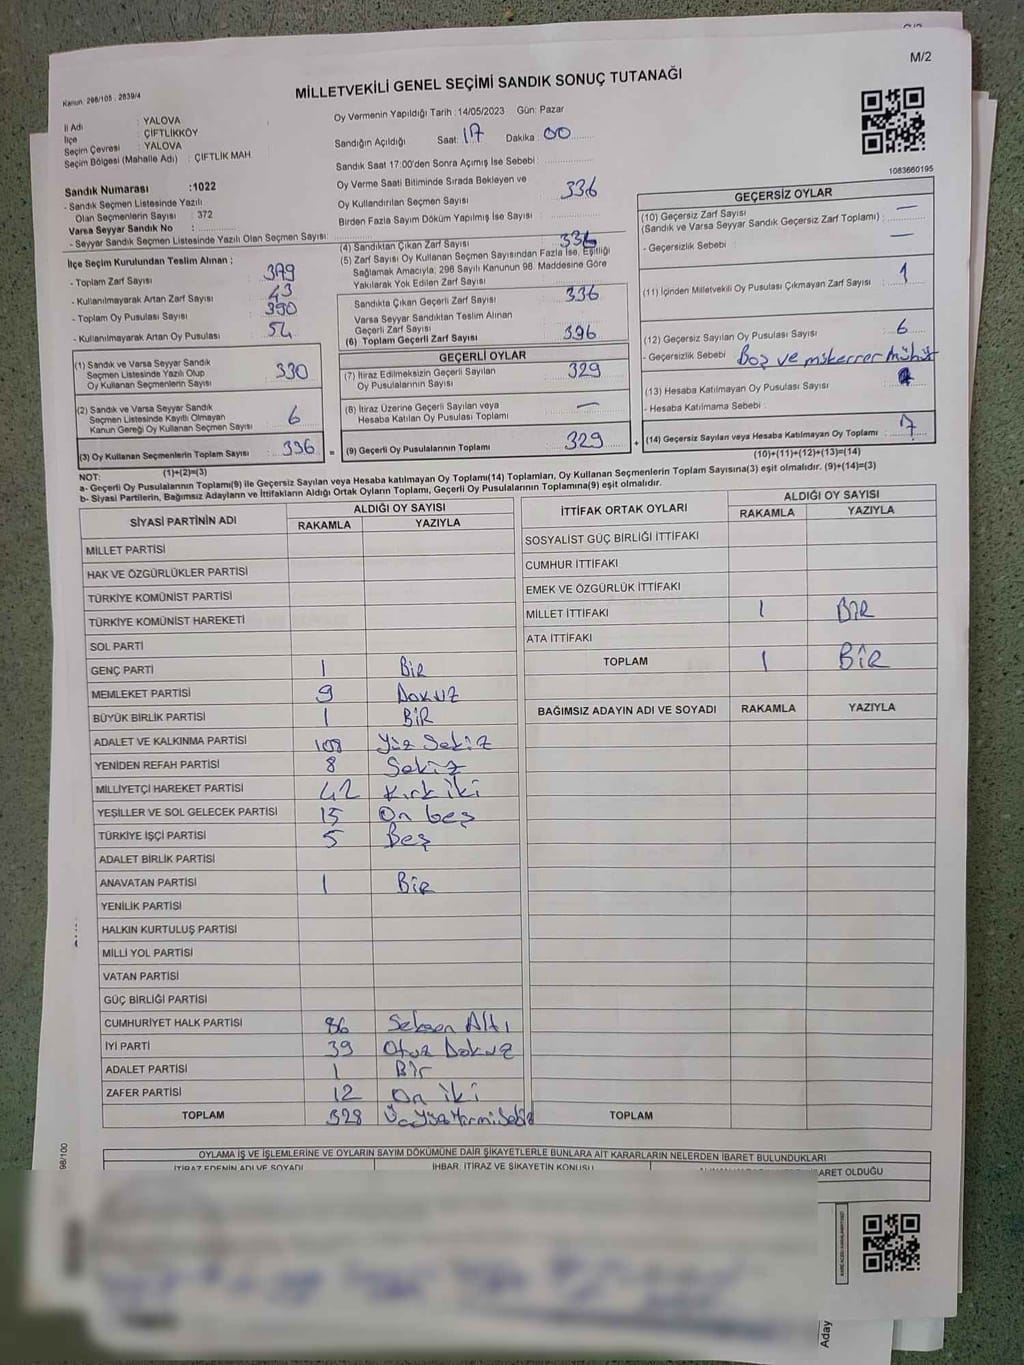 M/2
MİLLETVEKİLİ GENEL SEÇİMİ SANDIK SONUÇ TUTANAĞI
Kanun: 298/105, 2839/4
İl Adı : YALOVA
İlçe : ÇİFTLİKKÖY
Seçim Çevresi : YALOVA
Seçim Bölgesi (Mahalle Adı) : ÇİFTLİK MAH
Sandık Numarası :1022
- Sandık Seçmen Listesinde Yazılı
Olan Seçmenlerin Sayısı : 372
Varsa Seyyar Sandık No :
- Seyyar Sandık Seçmen Listesinde Yazılı Olan Seçmen Sayısı:
Oy Vermenin Yapıldığı Tarih : 14/05/2023 Gün: Pazar
Sandığın Açıldığı Saat: 17 Dakika : 00
Sandık Saat 17:00'den Sonra Açımış İse Sebebi :
Oy Verme Saati Bitiminde Sırada Bekleyen ve
Oy Kullandırılan Seçmen Sayısı 336
Birden Fazla Sayım Döküm Yapılmış İse Sayısı :
1083660195
İlçe Seçim Kurulundan Teslim Alınan ;
- Toplam Zarf Sayısı 379
- Kullanılmayarak Artan Zarf Sayısı 43
- Toplam Oy Pusulası Sayısı 390
- Kullanılmayarak Artan Oy Pusulası 54
(1) Sandık ve Varsa Seyyar Sandık
Seçmen Listesinde Yazılı Olup
Oy Kullanan Seçmenlerin Sayısı 330
(2) Sandık ve Varsa Seyyar Sandık
Seçmen Listesinde Kayıtlı Olmayan
Kanun Gereği Oy Kullanan Seçmen Sayısı 6
(3) Oy Kullanan Seçmenlerin Toplam Sayısı 336 =
(1)+(2)=(3)
(4) Sandıktan Çıkan Zarf Sayısı 336
(5) Zarf Sayısı Oy Kullanan Seçmen Sayısından Fazla İse, Eşitliği
Sağlamak Amacıyla; 298 Sayılı Kanunun 98. Maddesine Göre
Yakılarak Yok Edilen Zarf Sayısı
Sandıkta Çıkan Geçerli Zarf Sayısı 336
Varsa Seyyar Sandıktan Teslim Alınan
Geçerli Zarf Sayısı
(6) Toplam Geçerli Zarf Sayısı 336
GEÇERLİ OYLAR
(7) İtiraz Edilmeksizin Geçerli Sayılan
Oy Pusulalarının Sayısı 329
(8) İtiraz Üzerine Geçerli Sayılan veya
Hesaba Katılan Oy Pusulası Toplamı —
(9) Geçerli Oy Pusulalarının Toplamı 329 +
GEÇERSİZ OYLAR
(10) Geçersiz Zarf Sayısı —
(Sandık ve Varsa Seyyar Sandık Geçersiz Zarf Toplamı) :
- Geçersizlik Sebebi : —
(11) İçinden Milletvekili Oy Pusulası Çıkmayan Zarf Sayısı : 1
(12) Geçersiz Sayılan Oy Pusulası Sayısı 6
- Geçersizlik Sebebi Boş ve mükerrer mühür
(13) Hesaba Katılmayan Oy Pusulası Sayısı
- Hesaba Katılmama Sebebi :
(14) Geçersiz Sayılan veya Hesaba Katılmayan Oy Toplamı 7
(10)+(11)+(12)+(13)=(14)
NOT:
a- Geçerli Oy Pusulalarının Toplamı(9) ile Geçersiz Sayılan veya Hesaba katılmayan Oy Toplamı(14) Toplamları, Oy Kullanan Seçmenlerin Toplam Sayısına(3) eşit olmalıdır. (9)+(14)=(3)
b- Siyasi Partilerin, Bağımsız Adayların ve İttifakların Aldığı Ortak Oyların Toplamı, Geçerli Oy Pusulalarının Toplamına(9) eşit olmalıdır.
SİYASİ PARTİNİN ADI ALDIĞI OY SAYISI
RAKAMLA YAZIYLA
MİLLET PARTİSİ
HAK VE ÖZGÜRLÜKLER PARTİSİ
TÜRKİYE KOMÜNİST PARTİSİ
TÜRKİYE KOMÜNİST HAREKETİ
SOL PARTİ
GENÇ PARTİ 1 Bir
MEMLEKET PARTİSİ 9 Dokuz
BÜYÜK BİRLİK PARTİSİ 1 BİR
ADALET VE KALKINMA PARTİSİ 108 Yüz Sekiz
YENİDEN REFAH PARTİSİ 8 Sekiz
MİLLİYETÇİ HAREKET PARTİSİ 42 Kırk iki
YEŞİLLER VE SOL GELECEK PARTİSİ 15 On beş
TÜRKİYE İŞÇİ PARTİSİ 5 Beş
ADALET BİRLİK PARTİSİ
ANAVATAN PARTİSİ 1 Bir
YENİLİK PARTİSİ
HALKIN KURTULUŞ PARTİSİ
MİLLİ YOL PARTİSİ
VATAN PARTİSİ
GÜÇ BİRLİĞİ PARTİSİ
CUMHURİYET HALK PARTİSİ 86 Seksen Altı
İYİ PARTİ 39 Otuz Dokuz
ADALET PARTİSİ 1 Bir
ZAFER PARTİSİ 12 On iki
TOPLAM 328 Üç Yüz Yirmi Sekiz
İTTİFAK ORTAK OYLARI ALDIĞI OY SAYISI
RAKAMLA YAZIYLA
SOSYALİST GÜÇ BİRLİĞİ İTTİFAKI
CUMHUR İTTİFAKI
EMEK VE ÖZGÜRLÜK İTTİFAKI
MİLLET İTTİFAKI 1 BİR
ATA İTTİFAKI
TOPLAM 1 BİR
BAĞIMSIZ ADAYIN ADI VE SOYADI RAKAMLA YAZIYLA
TOPLAM
OYLAMA İŞ VE İŞLEMLERİNE VE OYLARIN SAYIM DÖKÜMÜNE DAİR ŞİKAYETLERLE BUNLARA AİT KARARLARIN NELERDEN İBARET BULUNDUKLARI
İTİRAZ EDENİN ADI VE SOYADI İHBAR, İTİRAZ VE ŞİKAYETİN KONUSU İBARET OLDUĞU
98/100
Aday